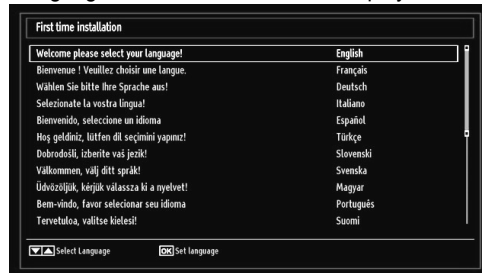 First time installation
Welcome please select your language! English
Bienvenue ! Veuillez choisir une langue. Français
Wählen Sie bitte Ihre Sprache aus! Deutsch
Selezionate la vostra lingua! Italiano
Bienvenido, seleccione un idioma Español
Hoş geldiniz, lütfen dil seçimini yapınız! Türkçe
Dobrodošli, izberite vaš jezik! Slovenski
Välkommen, välj ditt språk! Svenska
Üdvözöljük, kérjük válassza ki a nyelvet! Magyar
Bem-vindo, favor selecionar seu idioma Português
Tervetuloa, valitse kielesi! Suomi
Select Language OK Set language